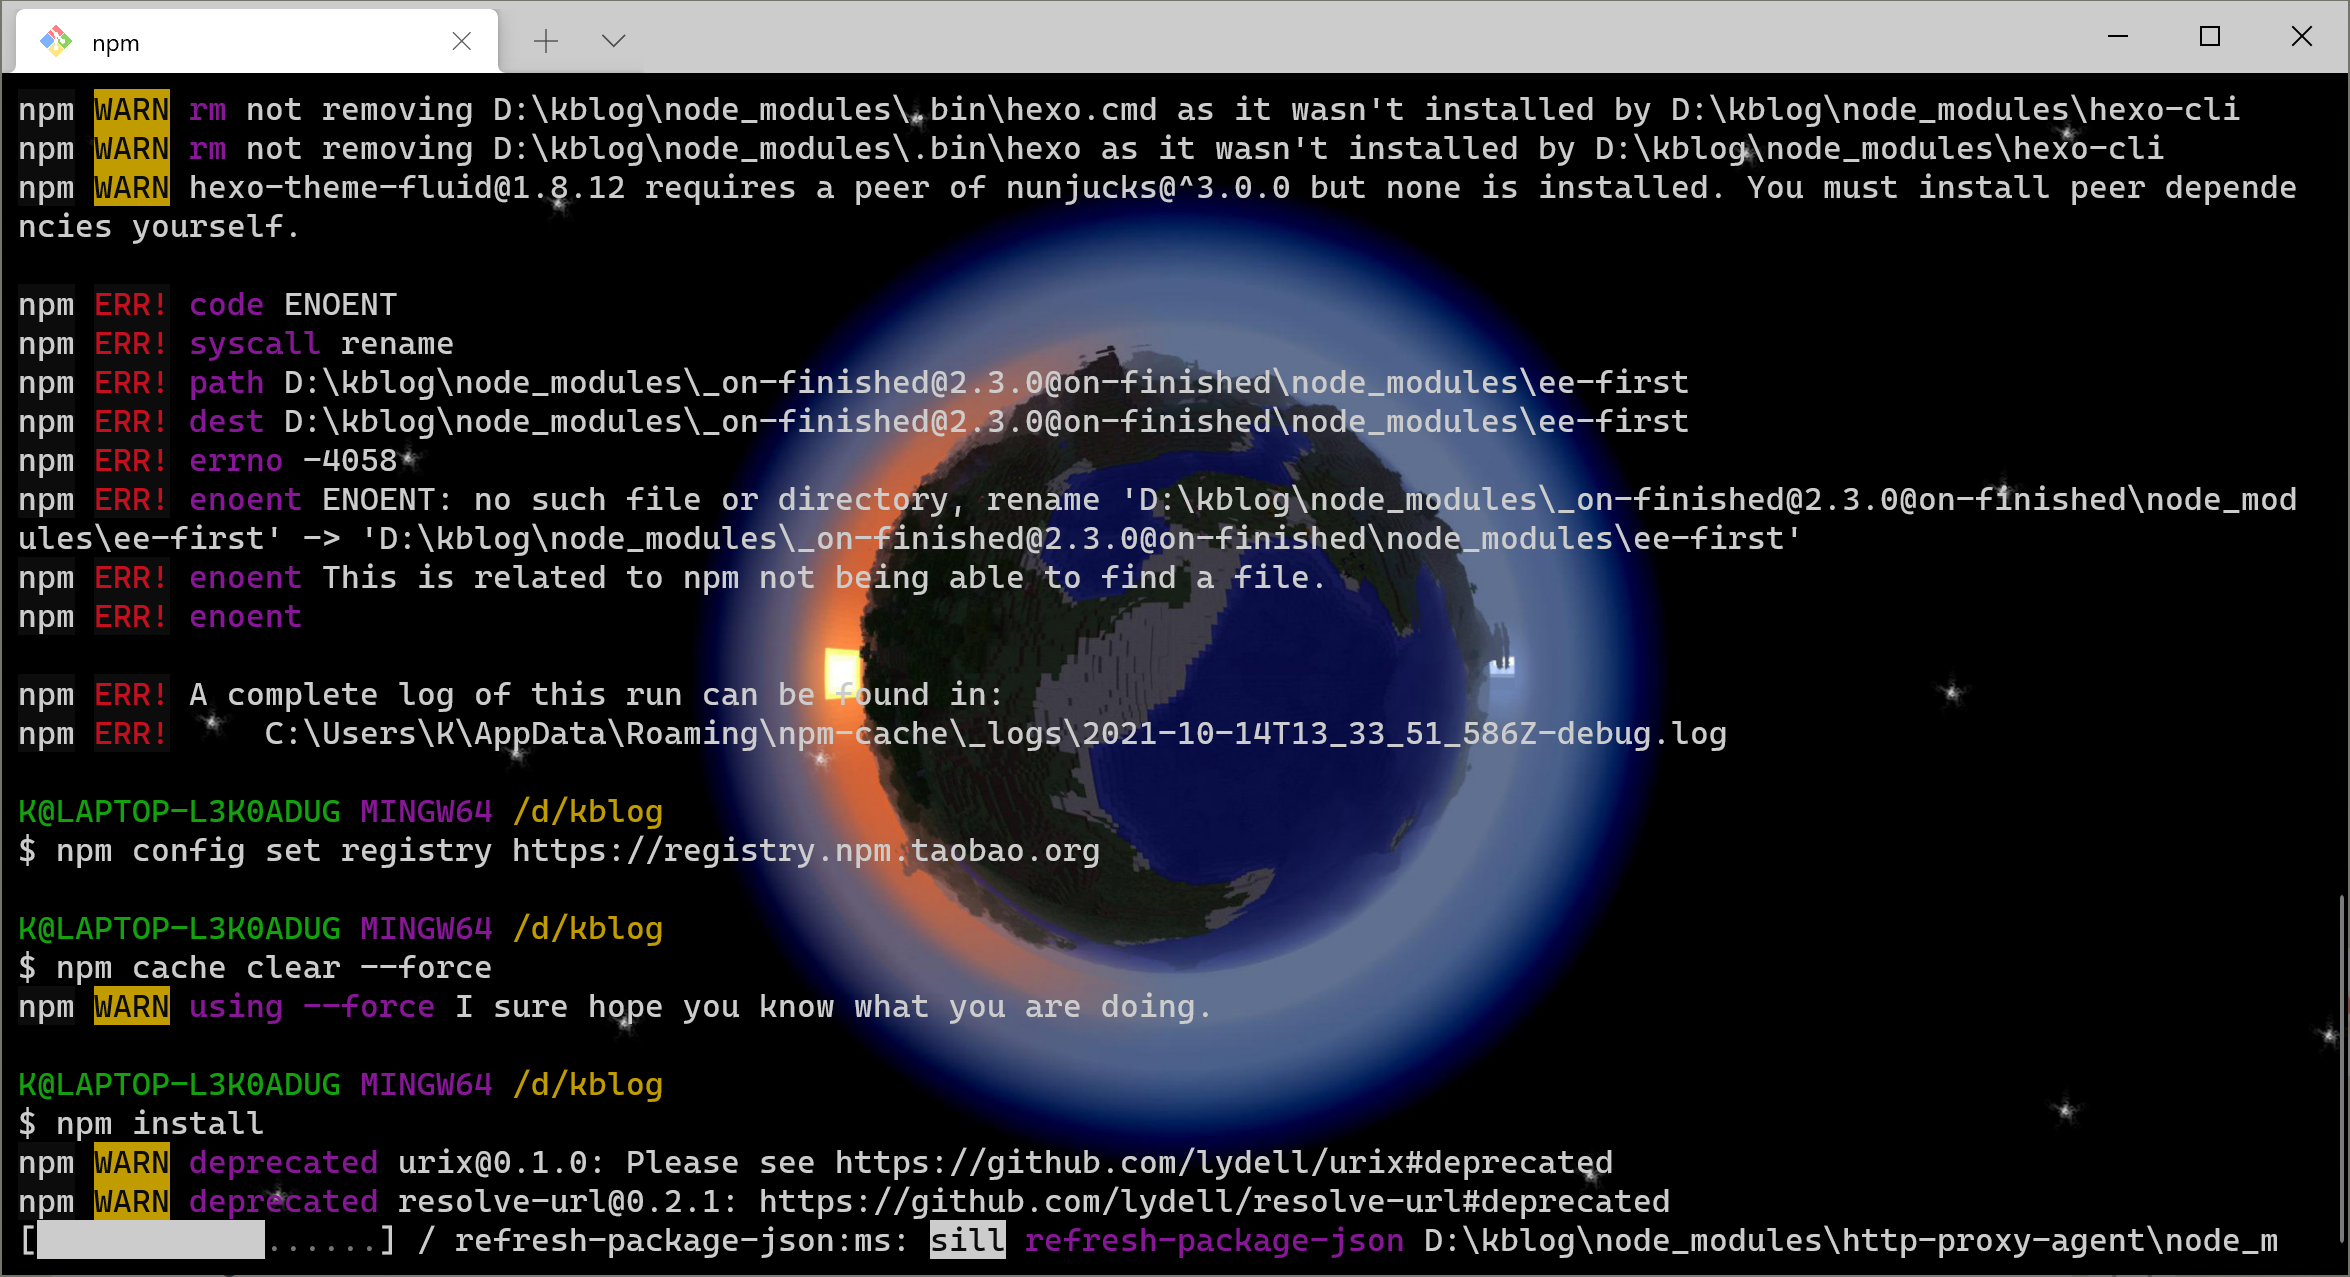 npm
npm WARN rm not removing D:\kblog\node_modules\.bin\hexo.cmd as it wasn't installed by D:\kblog\node_modules\hexo-cli
npm WARN rm not removing D:\kblog\node_modules\.bin\hexo as it wasn't installed by D:\kblog\node_modules\hexo-cli
npm WARN hexo-theme-fluid@1.8.12 requires a peer of nunjucks@^3.0.0 but none is installed. You must install peer depende
ncies yourself.
npm ERR! code ENOENT
npm ERR! syscall rename
npm ERR! path D:\kblog\node_modules\_on-finished@2.3.0@on-finished\node_modules\ee-first
npm ERR! dest D:\kblog\node_modules\_on-finished@2.3.0@on-finished\node_modules\ee-first
npm ERR! errno -4058
npm ERR! enoent ENOENT: no such file or directory, rename 'D:\kblog\node_modules\_on-finished@2.3.0@on-finished\node_mod
ules\ee-first' -> 'D:\kblog\node_modules\_on-finished@2.3.0@on-finished\node_modules\ee-first'
npm ERR! enoent This is related to npm not being able to find a file.
npm ERR! enoent
npm ERR! A complete log of this run can be found in:
npm ERR!     C:\Users\K\AppData\Roaming\npm-cache\_logs\2021-10-14T13_33_51_586Z-debug.log
K@LAPTOP-L3K0ADUG MINGW64 /d/kblog
$ npm config set registry https://registry.npm.taobao.org
K@LAPTOP-L3K0ADUG MINGW64 /d/kblog
$ npm cache clear --force
npm WARN using --force I sure hope you know what you are doing.
K@LAPTOP-L3K0ADUG MINGW64 /d/kblog
$ npm install
npm WARN deprecated urix@0.1.0: Please see https://github.com/lydell/urix#deprecated
npm WARN deprecated resolve-url@0.2.1: https://github.com/lydell/resolve-url#deprecated
[            ......] / refresh-package-json:ms: sill refresh-package-json D:\kblog\node_modules\http-proxy-agent\node_m